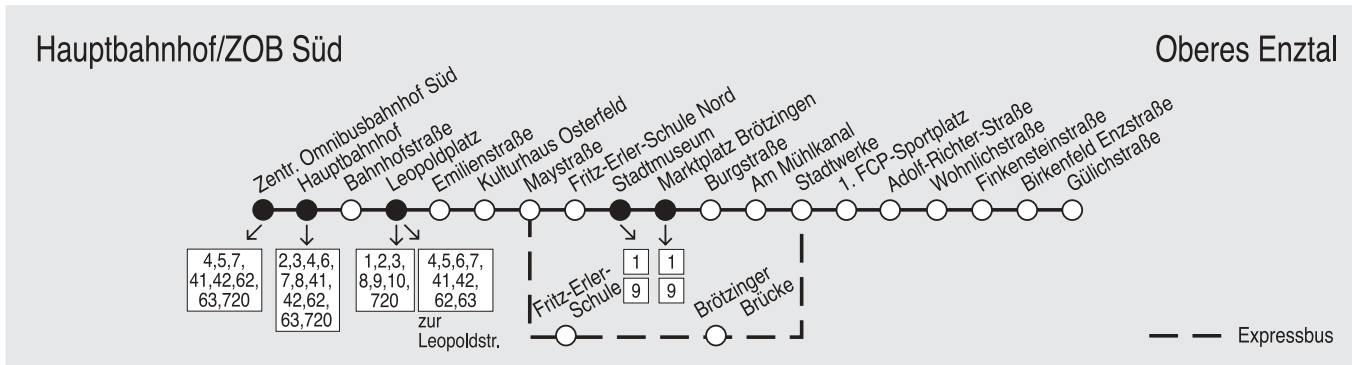 Hauptbahnhof/ZOB Süd
Oberes Enztal
Zentr. Omnibusbahnhof Süd
Hauptbahnhof
Bahnhofstraße
Leopoldplatz
Emilienstraße
Kulturhaus Osterfeld
Maystraße
Fritz-Erler-Schule Nord
Stadtmuseum
Marktplatz Brötzingen
Burgstraße
Am Mühlkanal
Stadtwerke
1. FCP-Sportplatz
Adolf-Richter-Straße
Wohnlichstraße
Finkensteinstraße
Birkenfeld Enzstraße
Güllichstraße
4,5,7,
41,42,62,
63,720
2,3,4,6,
7,8,41,
42,62,
63,720
1,2,3,
8,9,10,
720
4,5,6,7,
41,42,
62,63
zur
Leopoldstr.
Fritz-Erler-
Schule
1
9
1
9
Brötzinger
Brücke
Expressbus